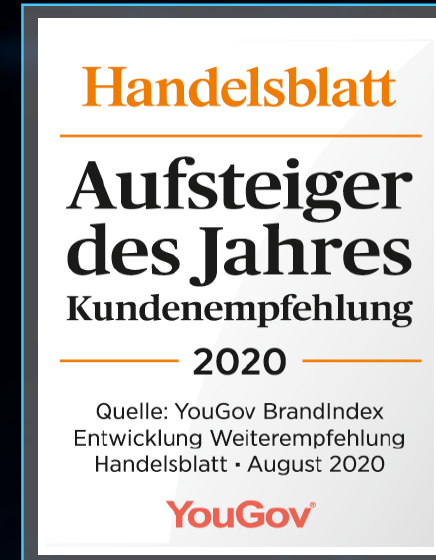 Handelsblatt
Aufsteiger
des Jahres
Kundenempfehlung
2020
Quelle: YouGov BrandIndex
Entwicklung Weiterempfehlung
Handelsblatt • August 2020
YouGov®